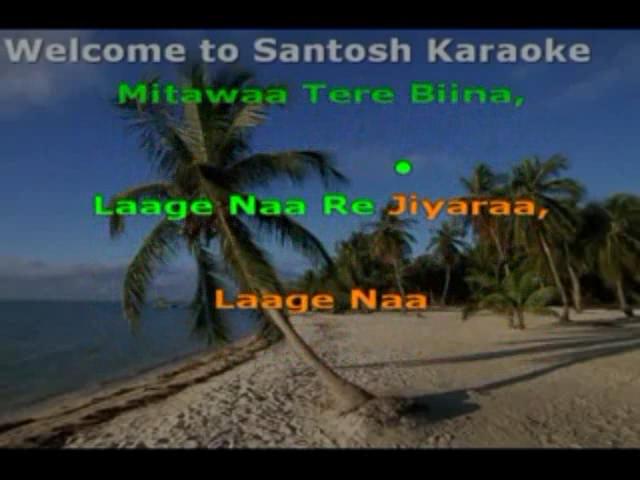 Welcome to Santosh Karaoke
Mitawaa Tere Biina,
Laage Naa Re Jiyaraa,
Laage Naa